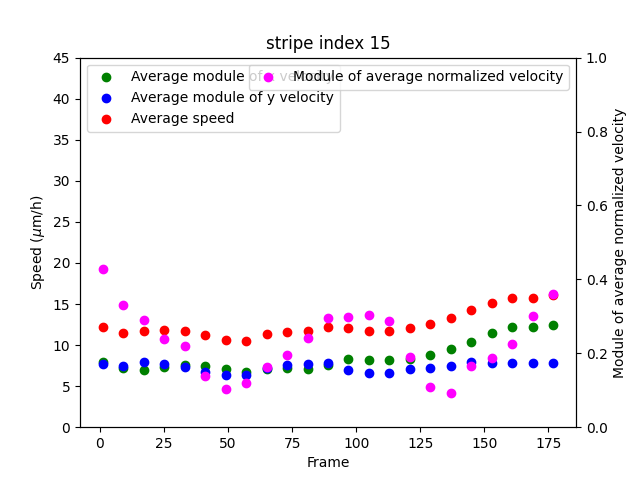 stripe index 15
Average module of x velocity
Average module of y velocity
Average speed
Module of average normalized velocity
Speed (μm/h)
45
40
35
30
25
20
15
10
5
0
Module of average normalized velocity
1.0
0.8
0.6
0.4
0.2
0.0
0 25 50 75 100 125 150 175
Frame